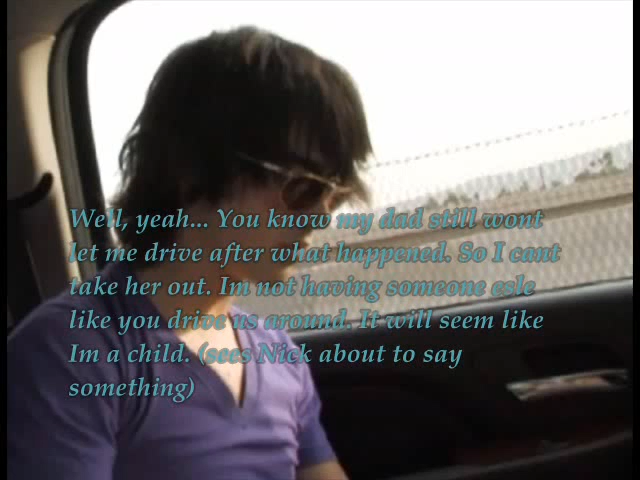 Well, yeah... You know my dad still wont
let me drive after what happened. So I cant
take her out. Im not having someone esle
like you drive us around. It will seem like
Im a child. (sees Nick about to say
something)